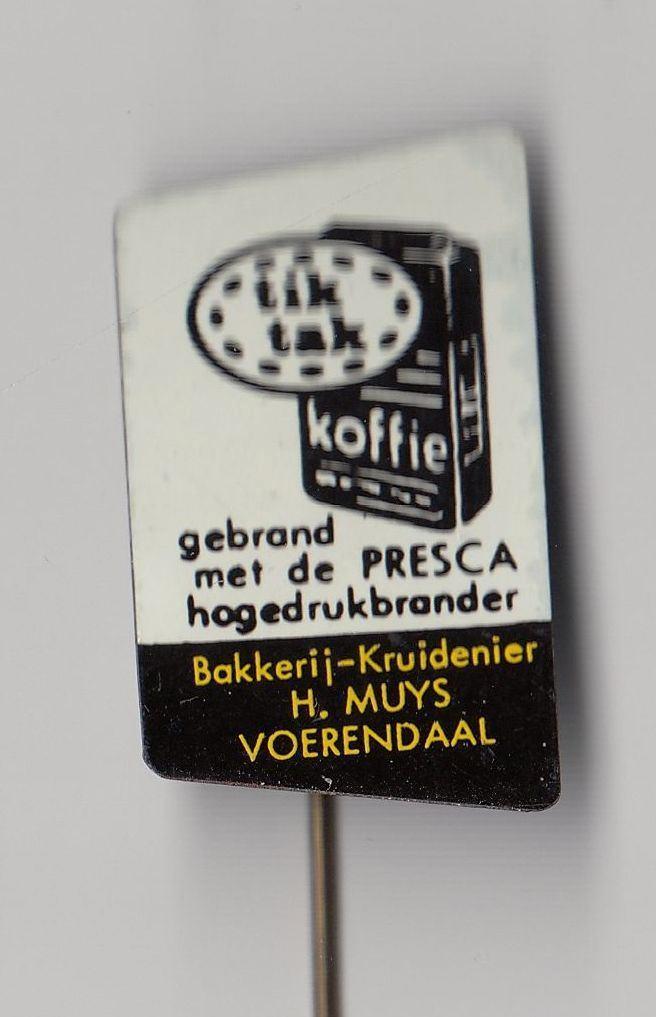 tik
tak
koffie
gebrand
met de PRESCA
hogedrukbrander
Bakkerij-Kruidenier
H. MUYS
VOERENDAAL